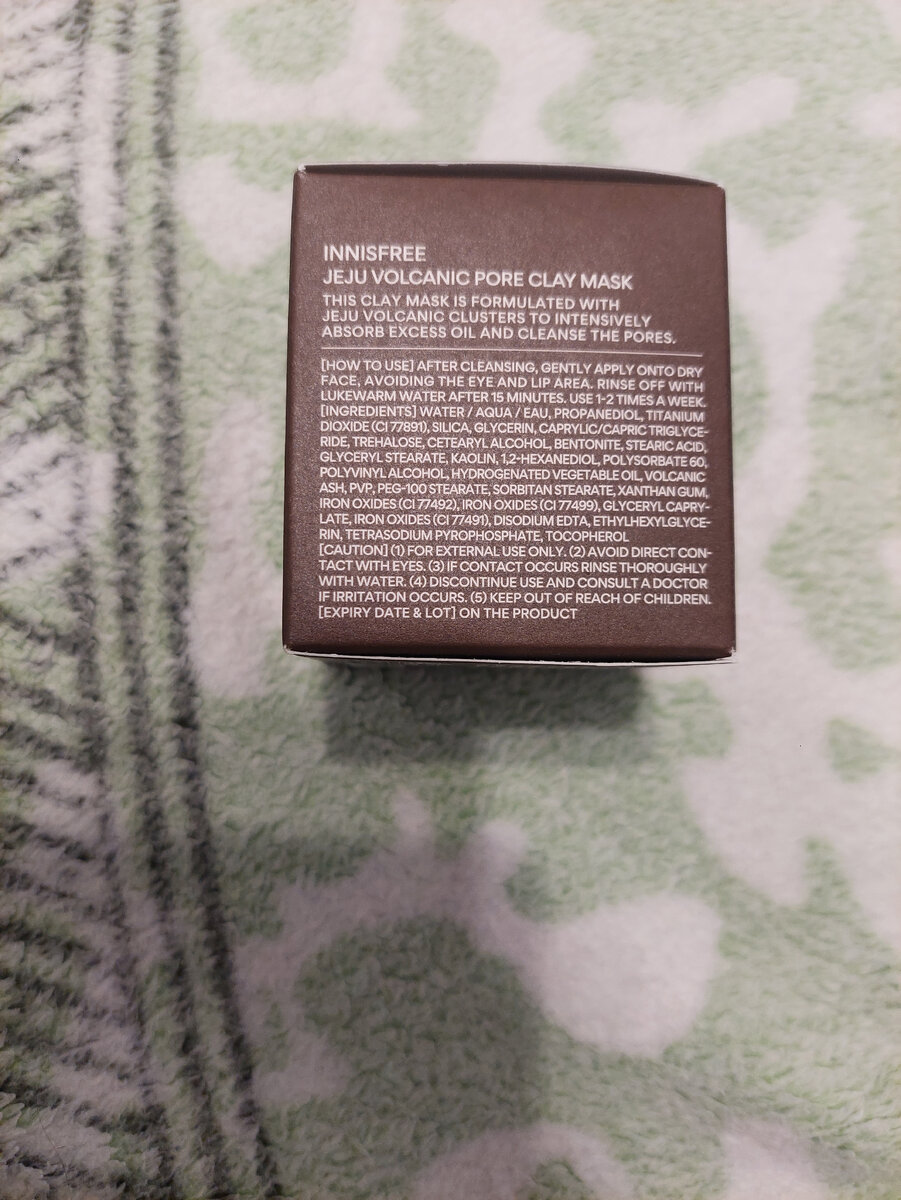 INNISFREE
JEJU VOLCANIC PORE CLAY MASK
THIS CLAY MASK IS FORMULATED WITH
JEJU VOLCANIC CLUSTERS TO INTENSIVELY
ABSORB EXCESS OIL AND CLEANSE THE PORES.
[HOW TO USE] AFTER CLEANSING, GENTLY APPLY ONTO DRY
FACE, AVOIDING THE EYE AND LIP AREA. RINSE OFF WITH
LUKEWARM WATER AFTER 15 MINUTES. USE 1-2 TIMES A WEEK.
[INGREDIENTS] WATER / AQUA / EAU, PROPANEDIOL, TITANIUM
DIOXIDE (CI 77891), SILICA, GLYCERIN, CAPRYLIC/CAPRIC TRIGLYCE-
RIDE, TREHALOSE, CETEARYL ALCOHOL, BENTONITE, STEARIC ACID,
GLYCERYL STEARATE, KAOLIN, 1,2-HEXANEDIOL, POLYSORBATE 60,
POLYVINYL ALCOHOL, HYDROGENATED VEGETABLE OIL, VOLCANIC
ASH, PVP, PEG-100 STEARATE, SORBITAN STEARATE, XANTHAN GUM,
IRON OXIDES (CI 77492), IRON OXIDES (CI 77499), GLYCERYL CAPRY-
LATE, IRON OXIDES (CI 77491), DISODIUM EDTA, ETHYLHEXYLGLYCE-
RIN, TETRASODIUM PYROPHOSPHATE, TOCOPHEROL
[CAUTION] (1) FOR EXTERNAL USE ONLY. (2) AVOID DIRECT CON-
TACT WITH EYES. (3) IF CONTACT OCCURS RINSE THOROUGHLY
WITH WATER. (4) DISCONTINUE USE AND CONSULT A DOCTOR
IF IRRITATION OCCURS. (5) KEEP OUT OF REACH OF CHILDREN.
[EXPIRY DATE & LOT] ON THE PRODUCT